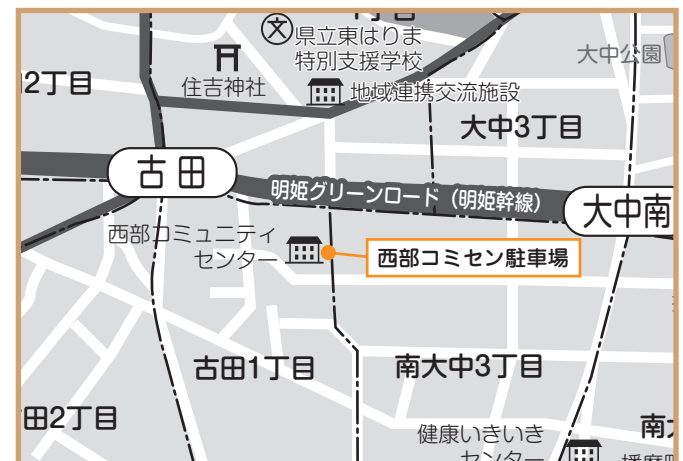 県立東はりま
特別支援学校
大中公園
2丁目
住吉神社
地域連携交流施設
大中3丁目
古田
明姫グリーンロード（明姫幹線）
大中南
西部コミュニティ
センター
西部コミセン駐車場
古田1丁目
南大中3丁目
田2丁目
健康いきいき
センター
南